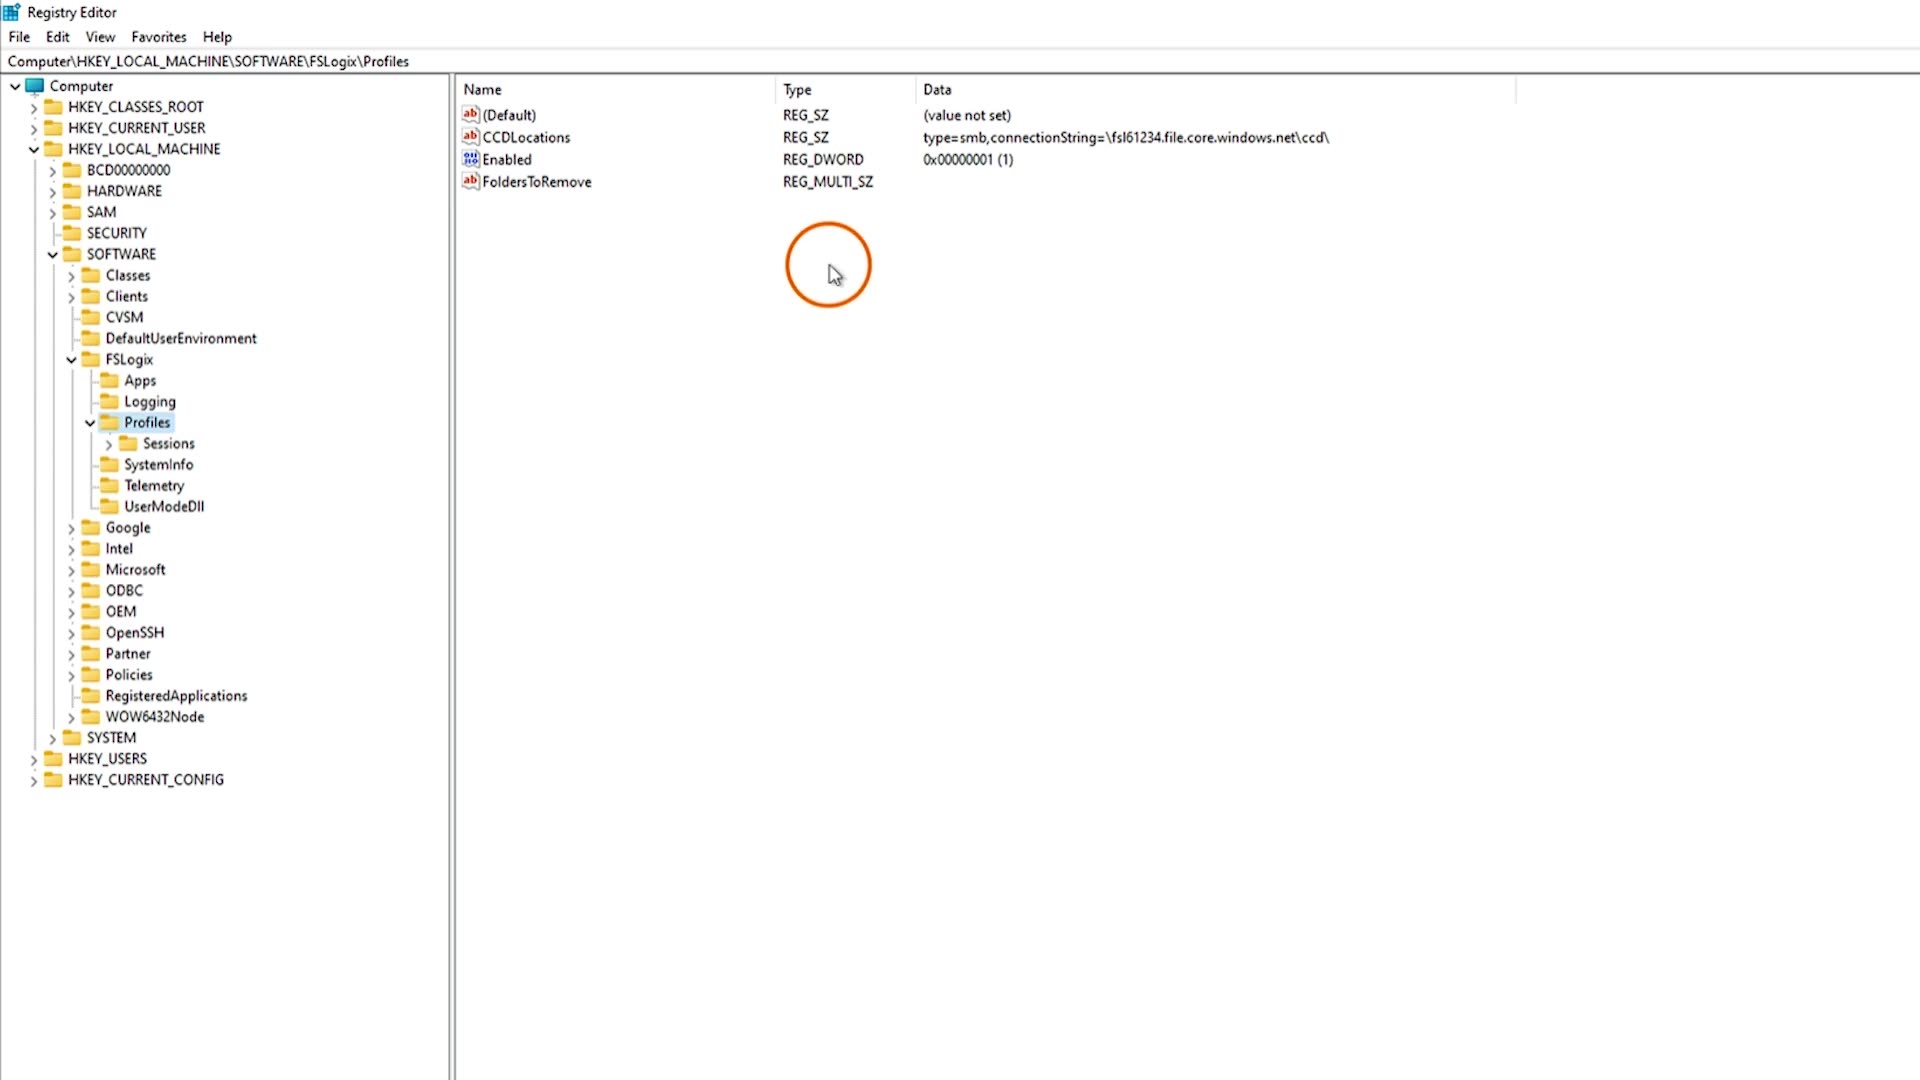 Registry Editor
File Edit View Favorites Help
Computer\HKEY_LOCAL_MACHINE\SOFTWARE\FSLogix\Profiles
Computer
HKEY_CLASSES_ROOT
HKEY_CURRENT_USER
HKEY_LOCAL_MACHINE
BCD00000000
HARDWARE
SAM
SECURITY
SOFTWARE
Classes
Clients
CVSM
DefaultUserEnvironment
FSLogix
Apps
Logging
Profiles
Sessions
SystemInfo
Telemetry
UserModeDll
Google
Intel
Microsoft
ODBC
OEM
OpenSSH
Partner
Policies
RegisteredApplications
WOW6432Node
SYSTEM
HKEY_USERS
HKEY_CURRENT_CONFIG
Name Type Data
(Default) REG_SZ (value not set)
CCDLocations REG_SZ type=smb,connectionString=\fsl61234.file.core.windows.net\ccd\
Enabled REG_DWORD 0x00000001 (1)
FoldersToRemove REG_MULTI_SZ